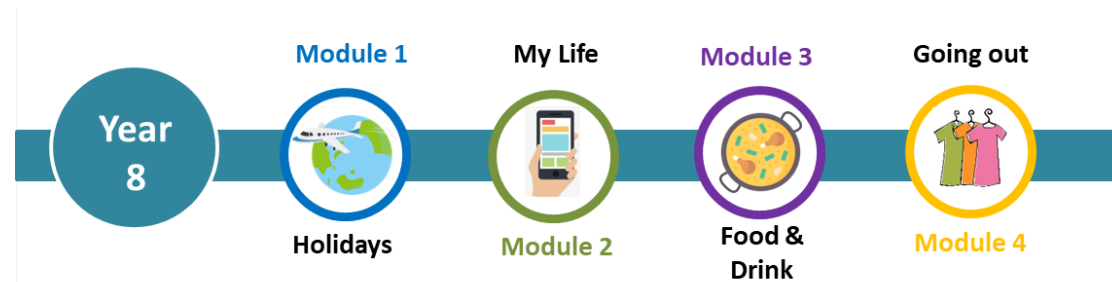 Year
8
Module 1
Holidays
My Life
Module 2
Module 3
Food &
Drink
Going out
Module 4